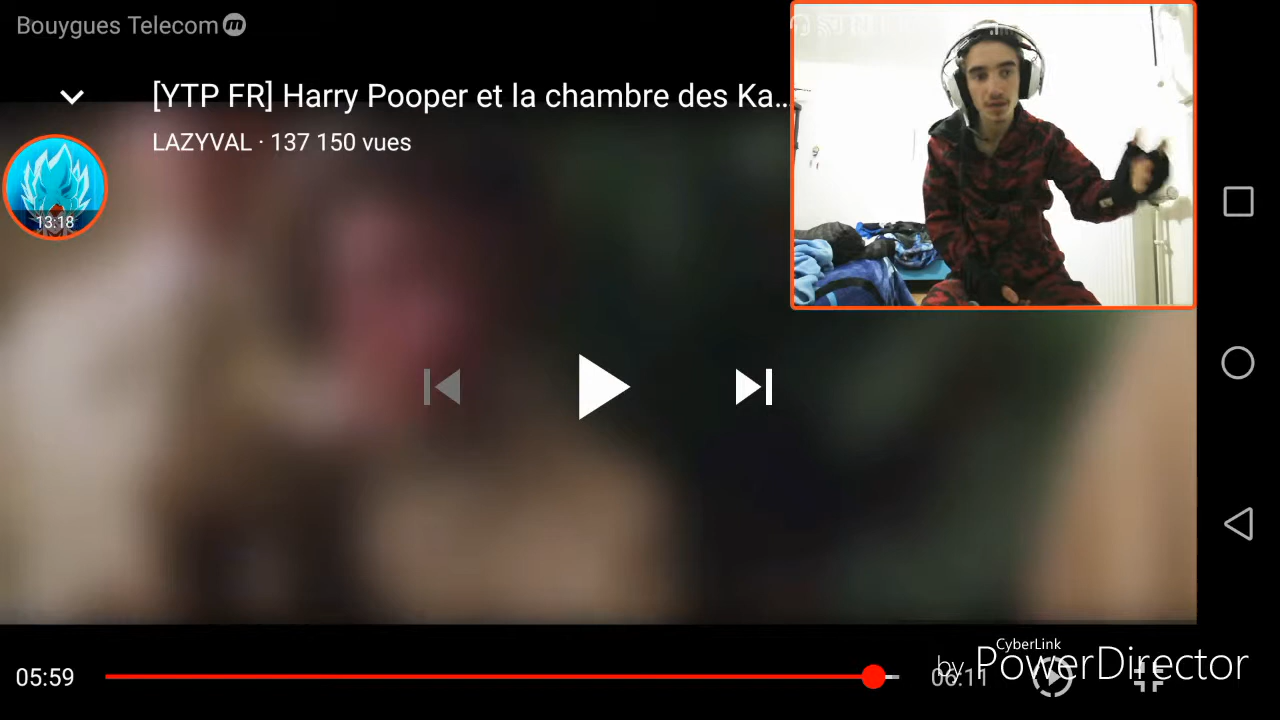 Bouygues Telecom
[YTP FR] Harry Pooper et la chambre des Ka...
LAZYVAL · 137 150 vues
13:18
05:59
06:11
CyberLink
by PowerDirector